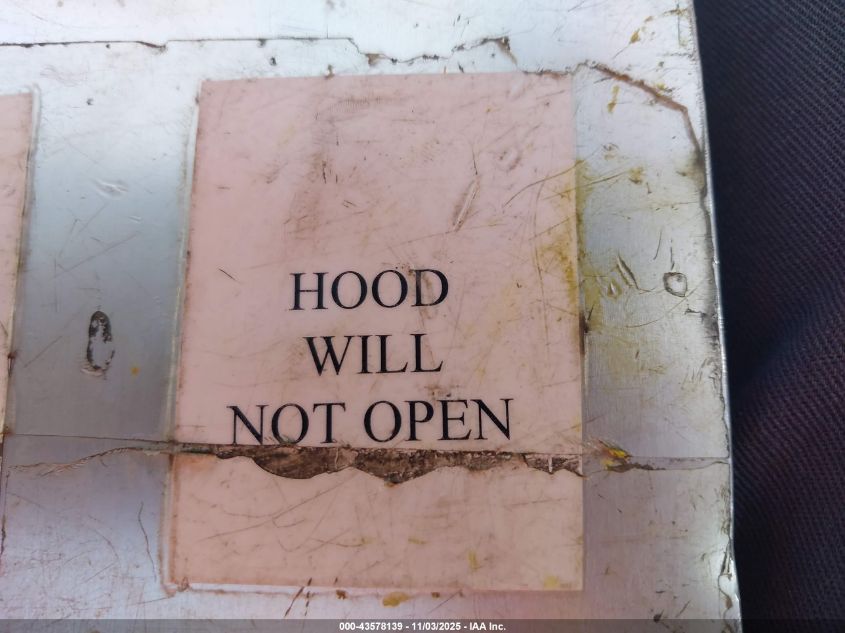 HOOD
WILL
NOT OPEN
000-43578139 - 11/03/2025 - IAA Inc.